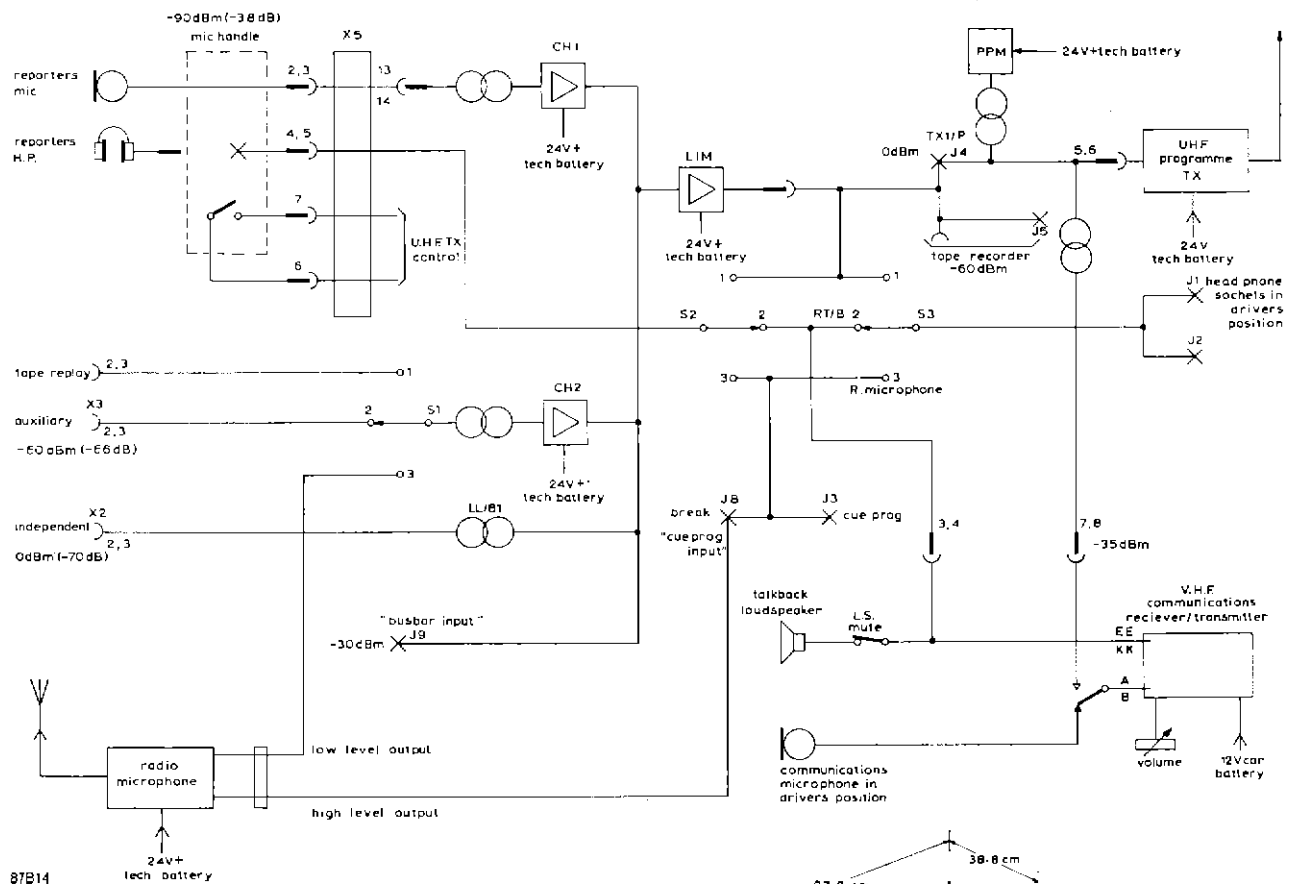 -90dBm(-38dB)
mic handle
X5
CH1
PPM
24V+tech battery
reporters
mic
2,3
13
14
24V+
tech battery
reporters
H.P.
4,5
LIM
0dBm
TX1/P
J4
5,6
U.H.F
programme
TX
7
U.H.F.TX
control
6
24V+
tech battery
J5
tape recorder
-60dBm
24V
tech battery
1
1
J1 head phone
sockets in
drivers
position
S2
2
RT/B
2
S3
J2
tape replay
2,3
1
3
3
R.microphone
CH2
X3
auxiliary
2,3
2
S1
-60dBm(-66dB)
3
24V+
tech battery
X2
independent
2,3
LL/81
0dBm(-70dB)
J8
break
"cue prog
input"
J3
cue prog
3,4
7,8
-35dBm
talkback
loudspeaker
L.S.
mute
V.H.F.
communications
reciever/transmitter
"busbar input"
J9
-30dBm
EE
KK
A
B
radio
microphone
low level output
high level output
communications
microphone in
drivers position
volume
12Vcar
battery
24V+
tech battery
38·8 cm
87B14